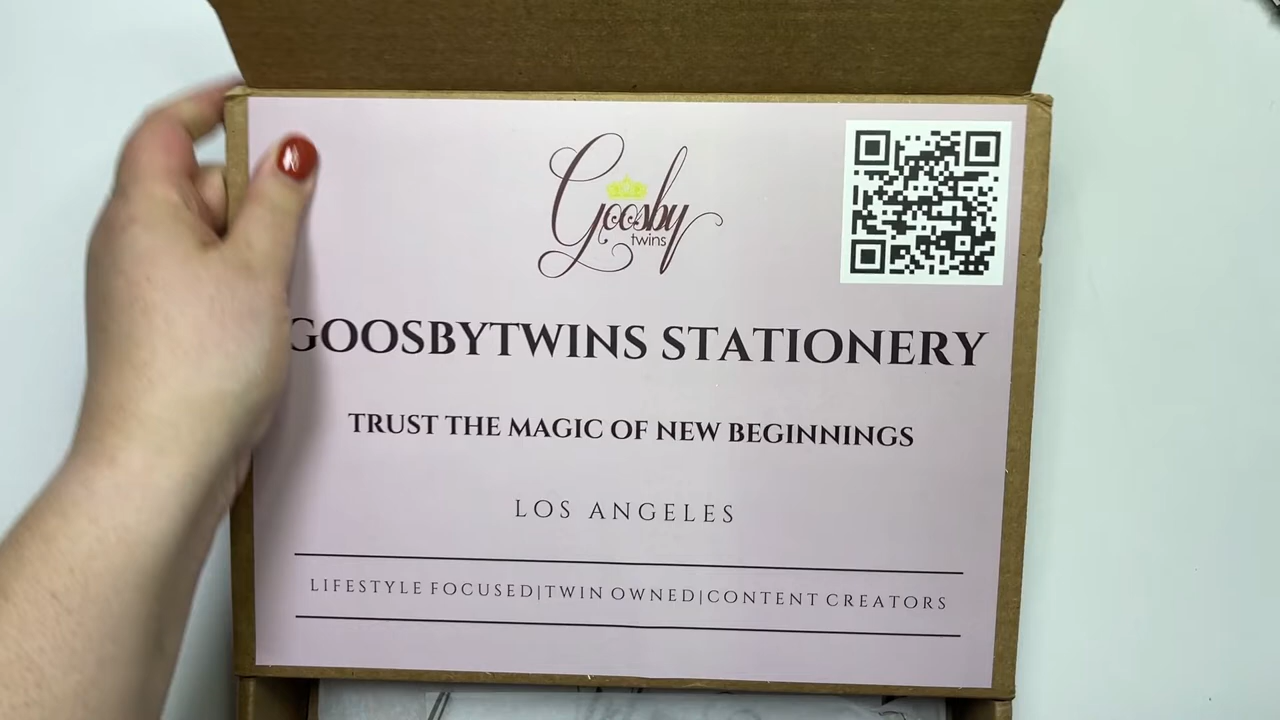 Goosby
twins
GOOSBYTWINS STATIONERY
TRUST THE MAGIC OF NEW BEGINNINGS
LOS ANGELES
LIFESTYLE FOCUSED|TWIN OWNED|CONTENT CREATORS